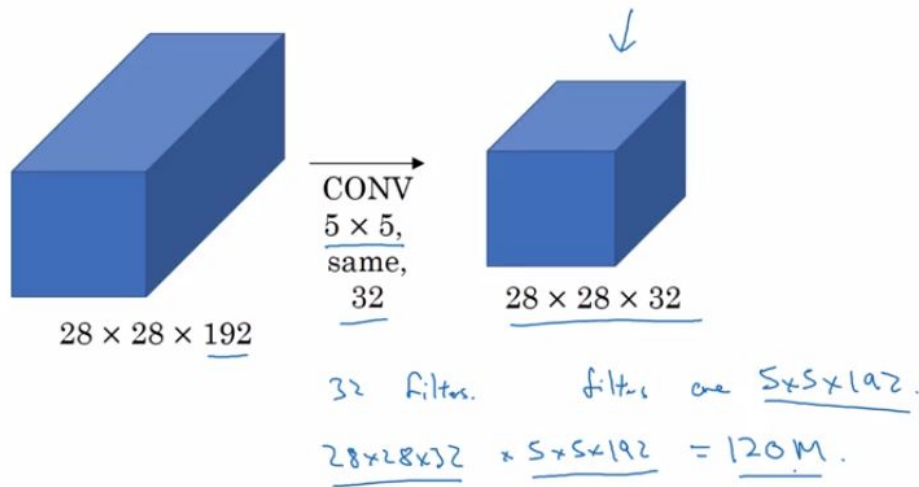 CONV
5 × 5,
same,
32
28 × 28 × 192
28 × 28 × 32
32 filters. filters are 5×5×192.
28×28×32 × 5×5×192 = 120M.